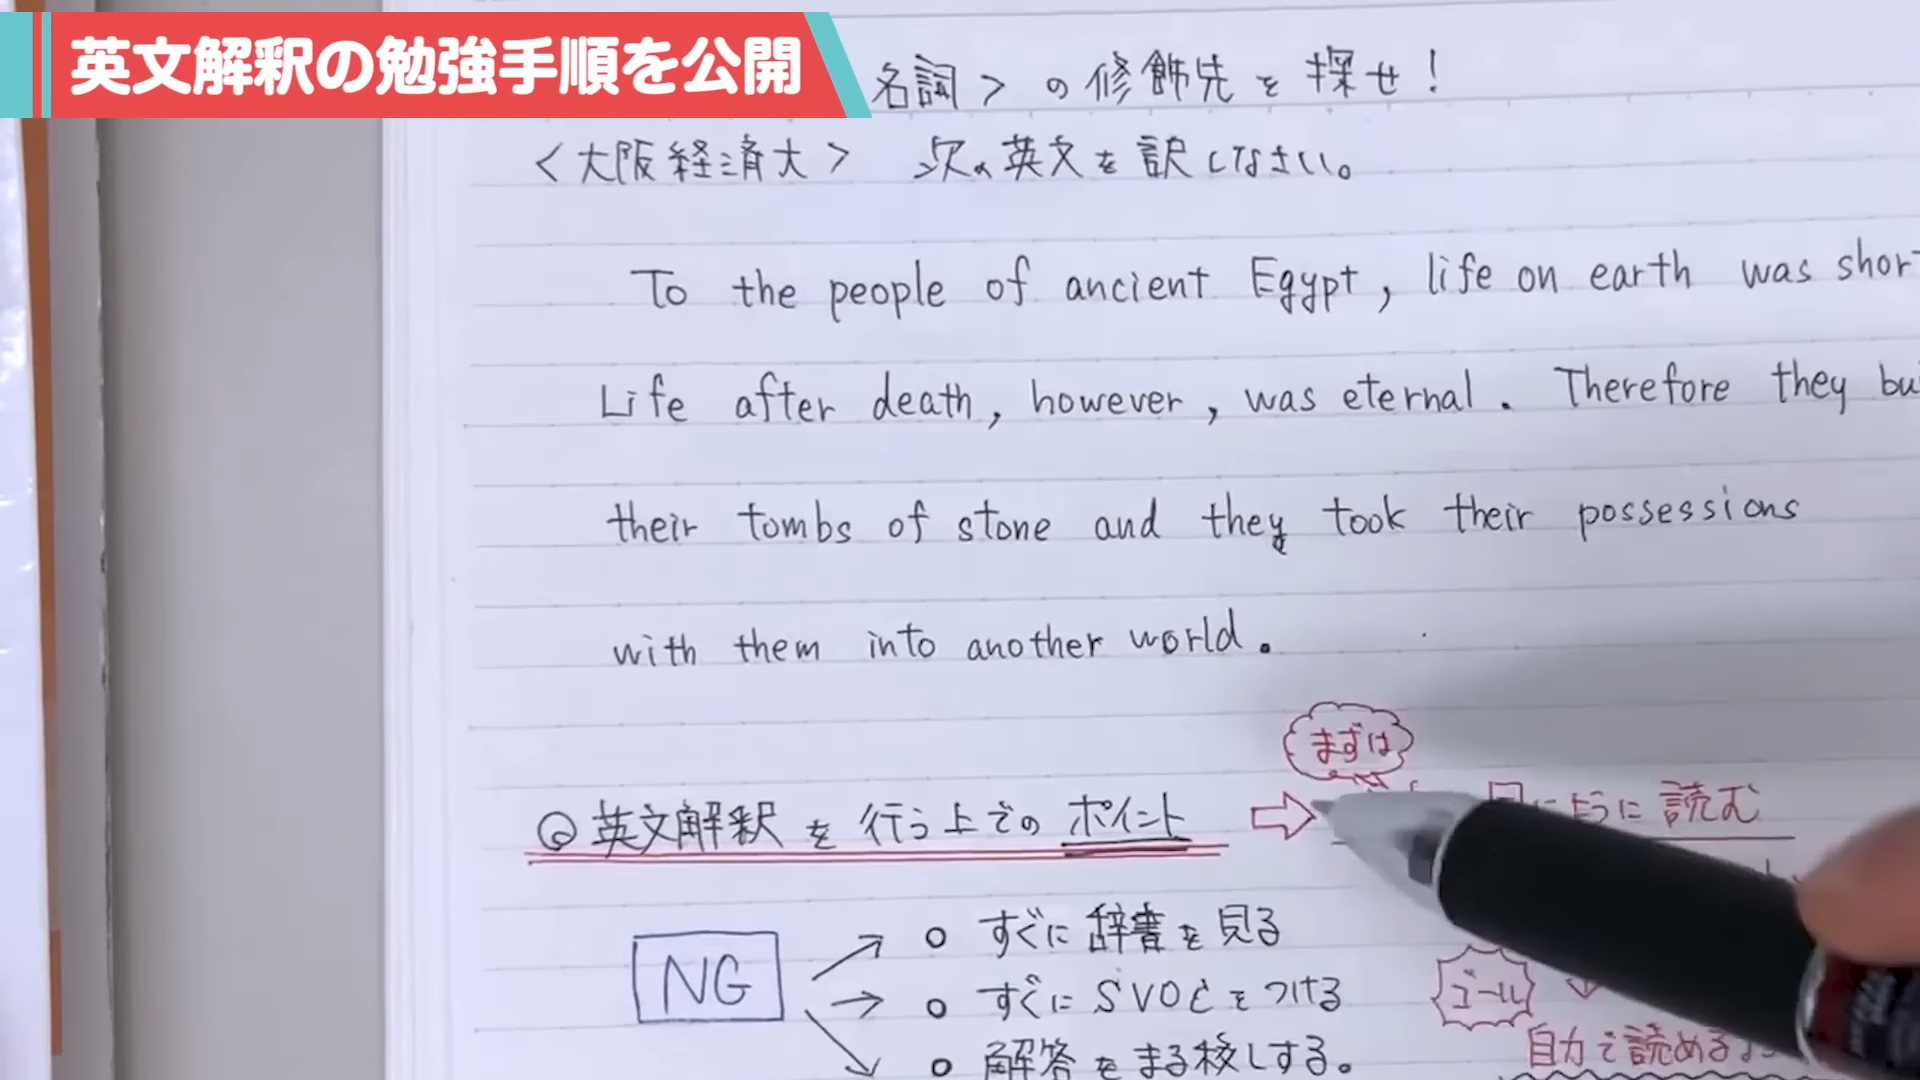 英文解釈の勉強手順を公開
名詞> の修飾先を探せ!
<大阪経済大> 次の英文を訳しなさい。
To the people of ancient Egypt, life on earth was short
Life after death, however, was eternal. Therefore they
their tombs of stone and they took their possessions
with them into another world.
まずは
◎英文解釈を行う上でのポイント ⇨ ように読む
NG
○ すぐに辞書を見る
○ すぐにSVOCをつける
ゴール
○ 解答をまる移しする。
自力で読める